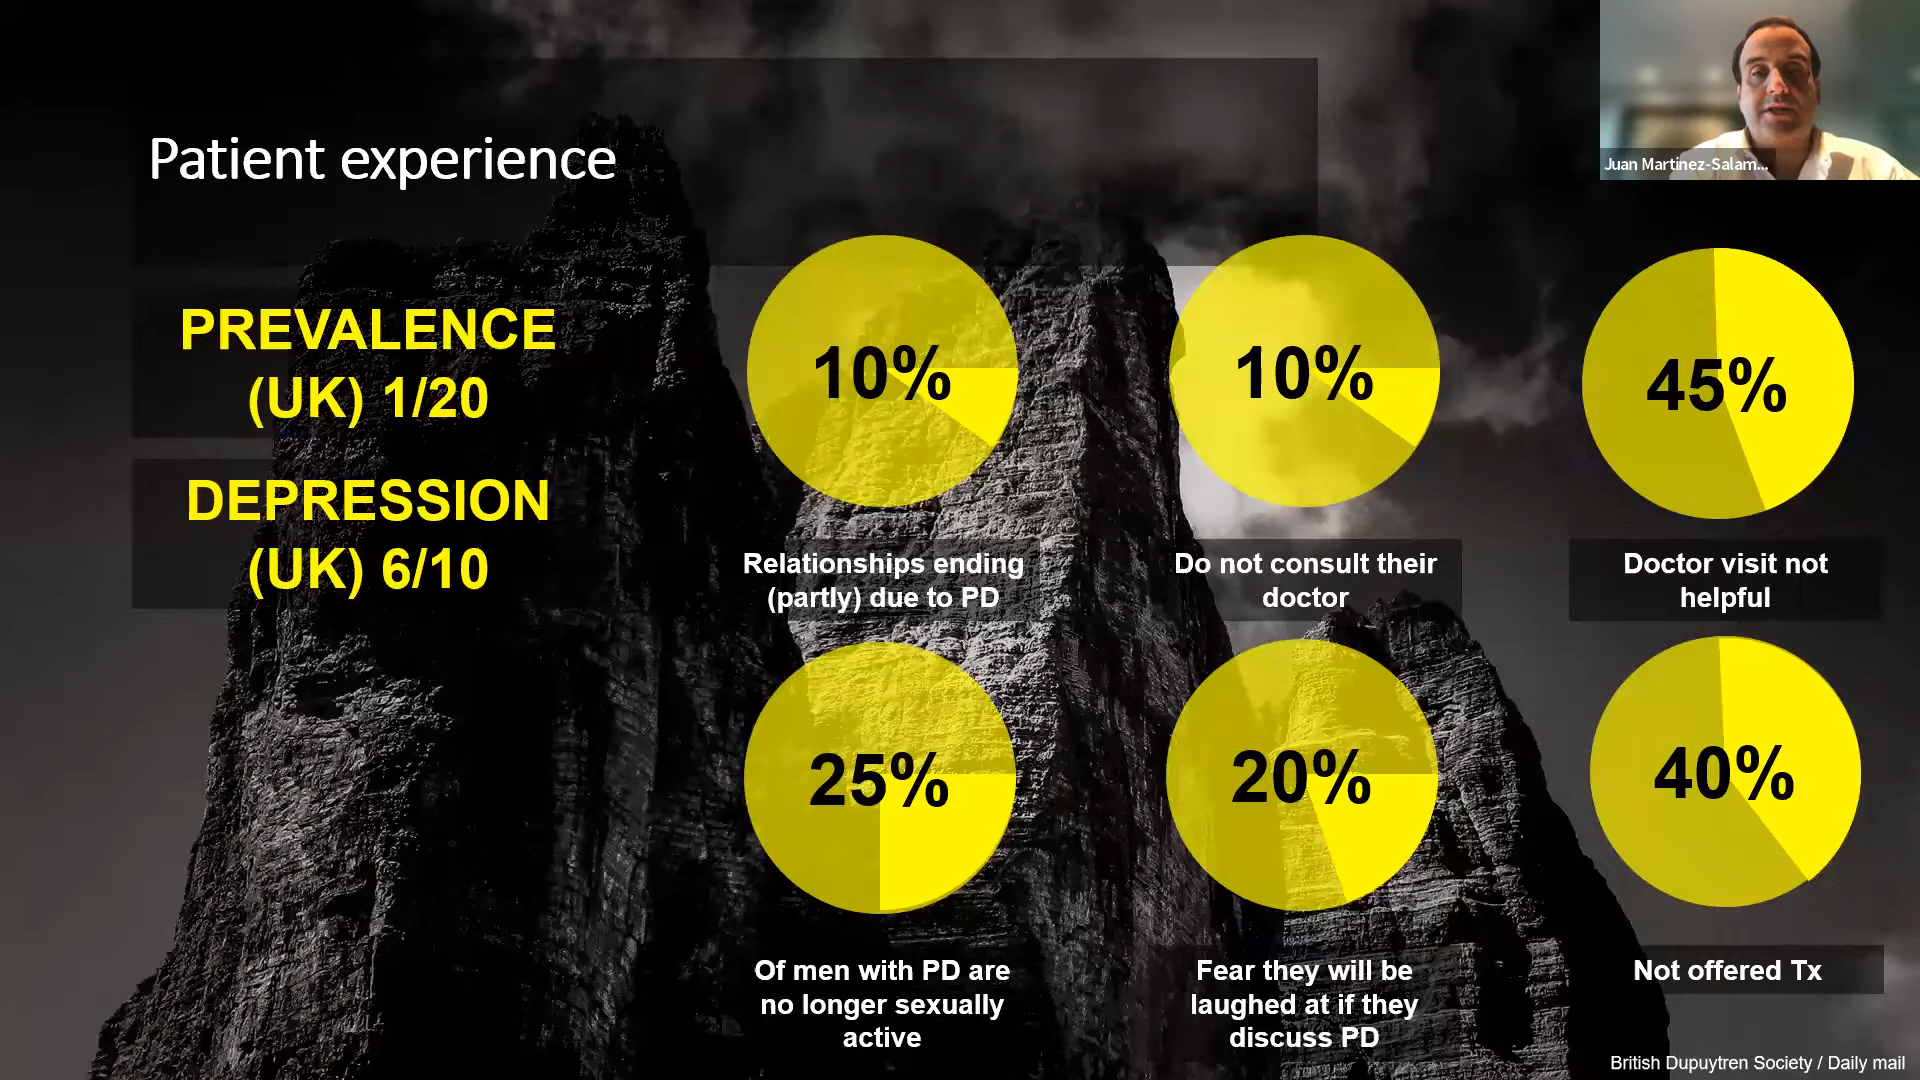 Juan Martinez-Salam...
Patient experience
PREVALENCE
(UK) 1/20
DEPRESSION
(UK) 6/10
10%
Relationships ending
(partly) due to PD
10%
Do not consult their
doctor
45%
Doctor visit not
helpful
25%
Of men with PD are
no longer sexually
active
20%
Fear they will be
laughed at if they
discuss PD
40%
Not offered Tx
British Dupuytren Society / Daily mail